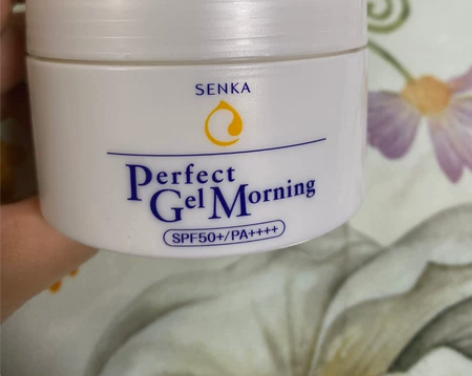 SENKA
Perfect
Gel Morning
SPF50+/PA++++